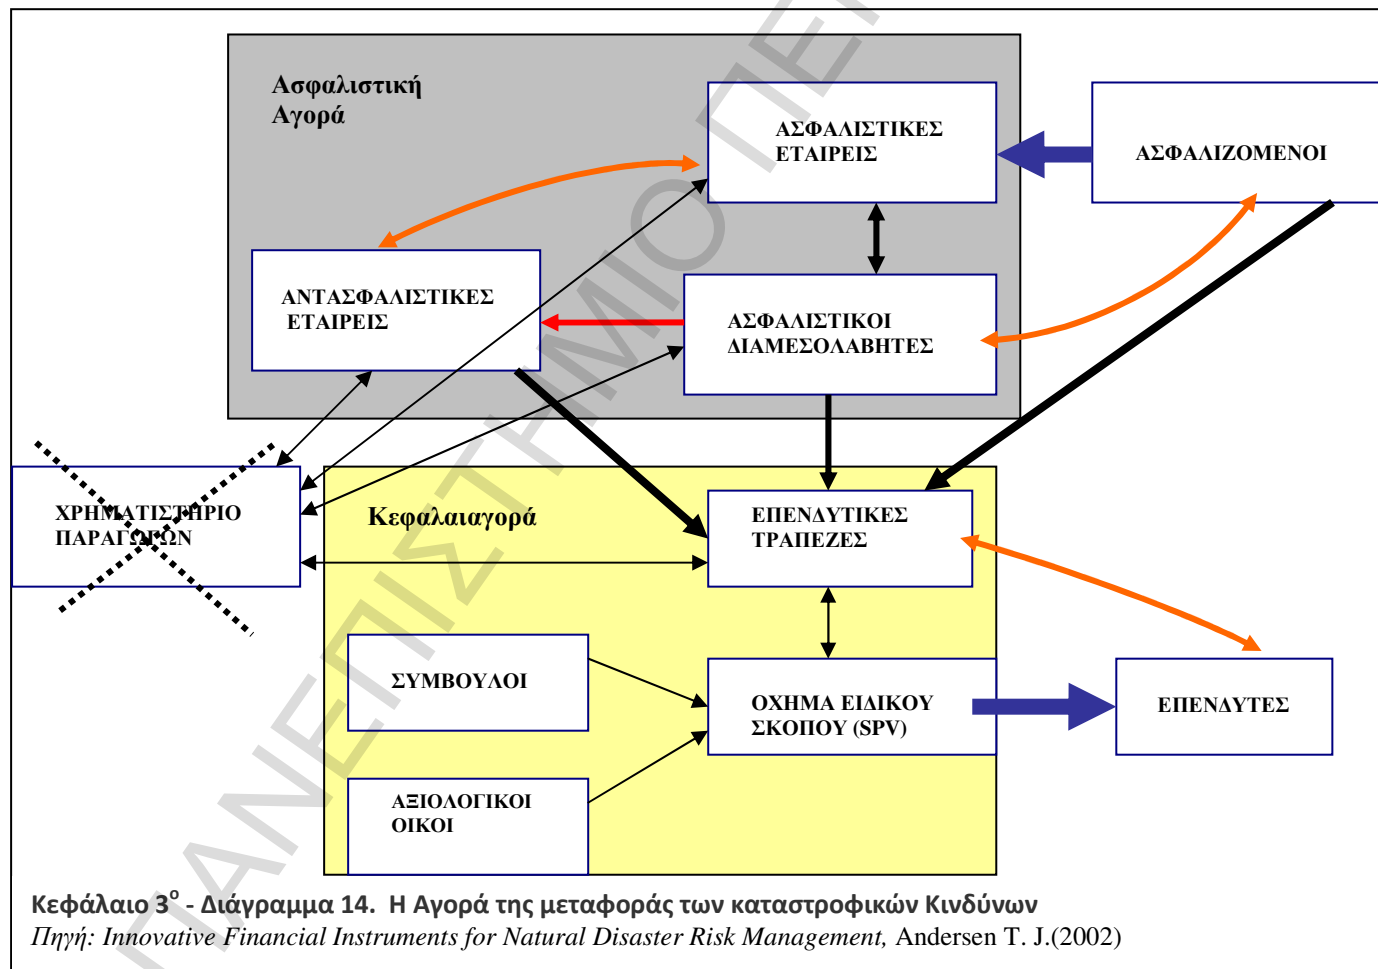 Ασφαλιστική
Αγορά
ΑΣΦΑΛΙΣΤΙΚΕΣ
ΕΤΑΙΡΕΙΣ
ΑΣΦΑΛΙΖΟΜΕΝΟΙ
ΑΝΤΑΣΦΑΛΙΣΤΙΚΕΣ
ΕΤΑΙΡΕΙΣ
ΑΣΦΑΛΙΣΤΙΚΟΙ
ΔΙΑΜΕΣΟΛΑΒΗΤΕΣ
ΧΡΗΜΑΤΙΣΤΗΡΙΟ
ΠΑΡΑΓΩΓΩΝ
Κεφαλαιαγορά
ΕΠΕΝΔΥΤΙΚΕΣ
ΤΡΑΠΕΖΕΣ
ΣΥΜΒΟΥΛΟΙ
ΟΧΗΜΑ ΕΙΔΙΚΟΥ
ΣΚΟΠΟΥ (SPV)
ΕΠΕΝΔΥΤΕΣ
ΑΞΙΟΛΟΓΙΚΟΙ
ΟΙΚΟΙ
Κεφάλαιο 3ο - Διάγραμμα 14. Η Αγορά της μεταφοράς των καταστροφικών Κινδύνων
Πηγή: Innovative Financial Instruments for Natural Disaster Risk Management, Andersen T. J.(2002)
ΠΑΝΕΠΙΣΤΗΜΙΟ ΠΕ